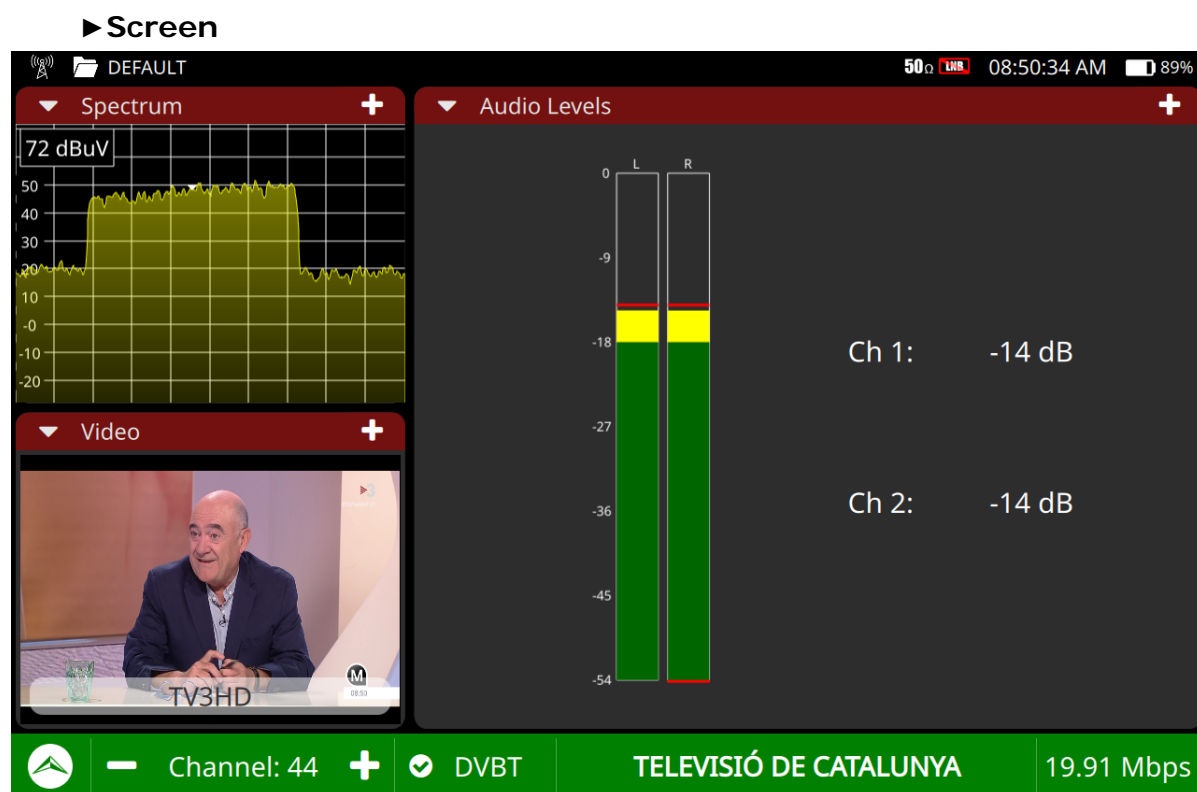 ►Screen
DEFAULT
50Ω LNB 08:50:34 AM 89%
Spectrum
72 dBuV
50
40
30
20
10
-0
-10
-20
Video
3
M
08:50
TV3HD
Audio Levels
L R
0
-9
-18
-27
-36
-45
-54
Ch 1: -14 dB
Ch 2: -14 dB
Channel: 44
DVBT
TELEVISIÓ DE CATALUNYA
19.91 Mbps